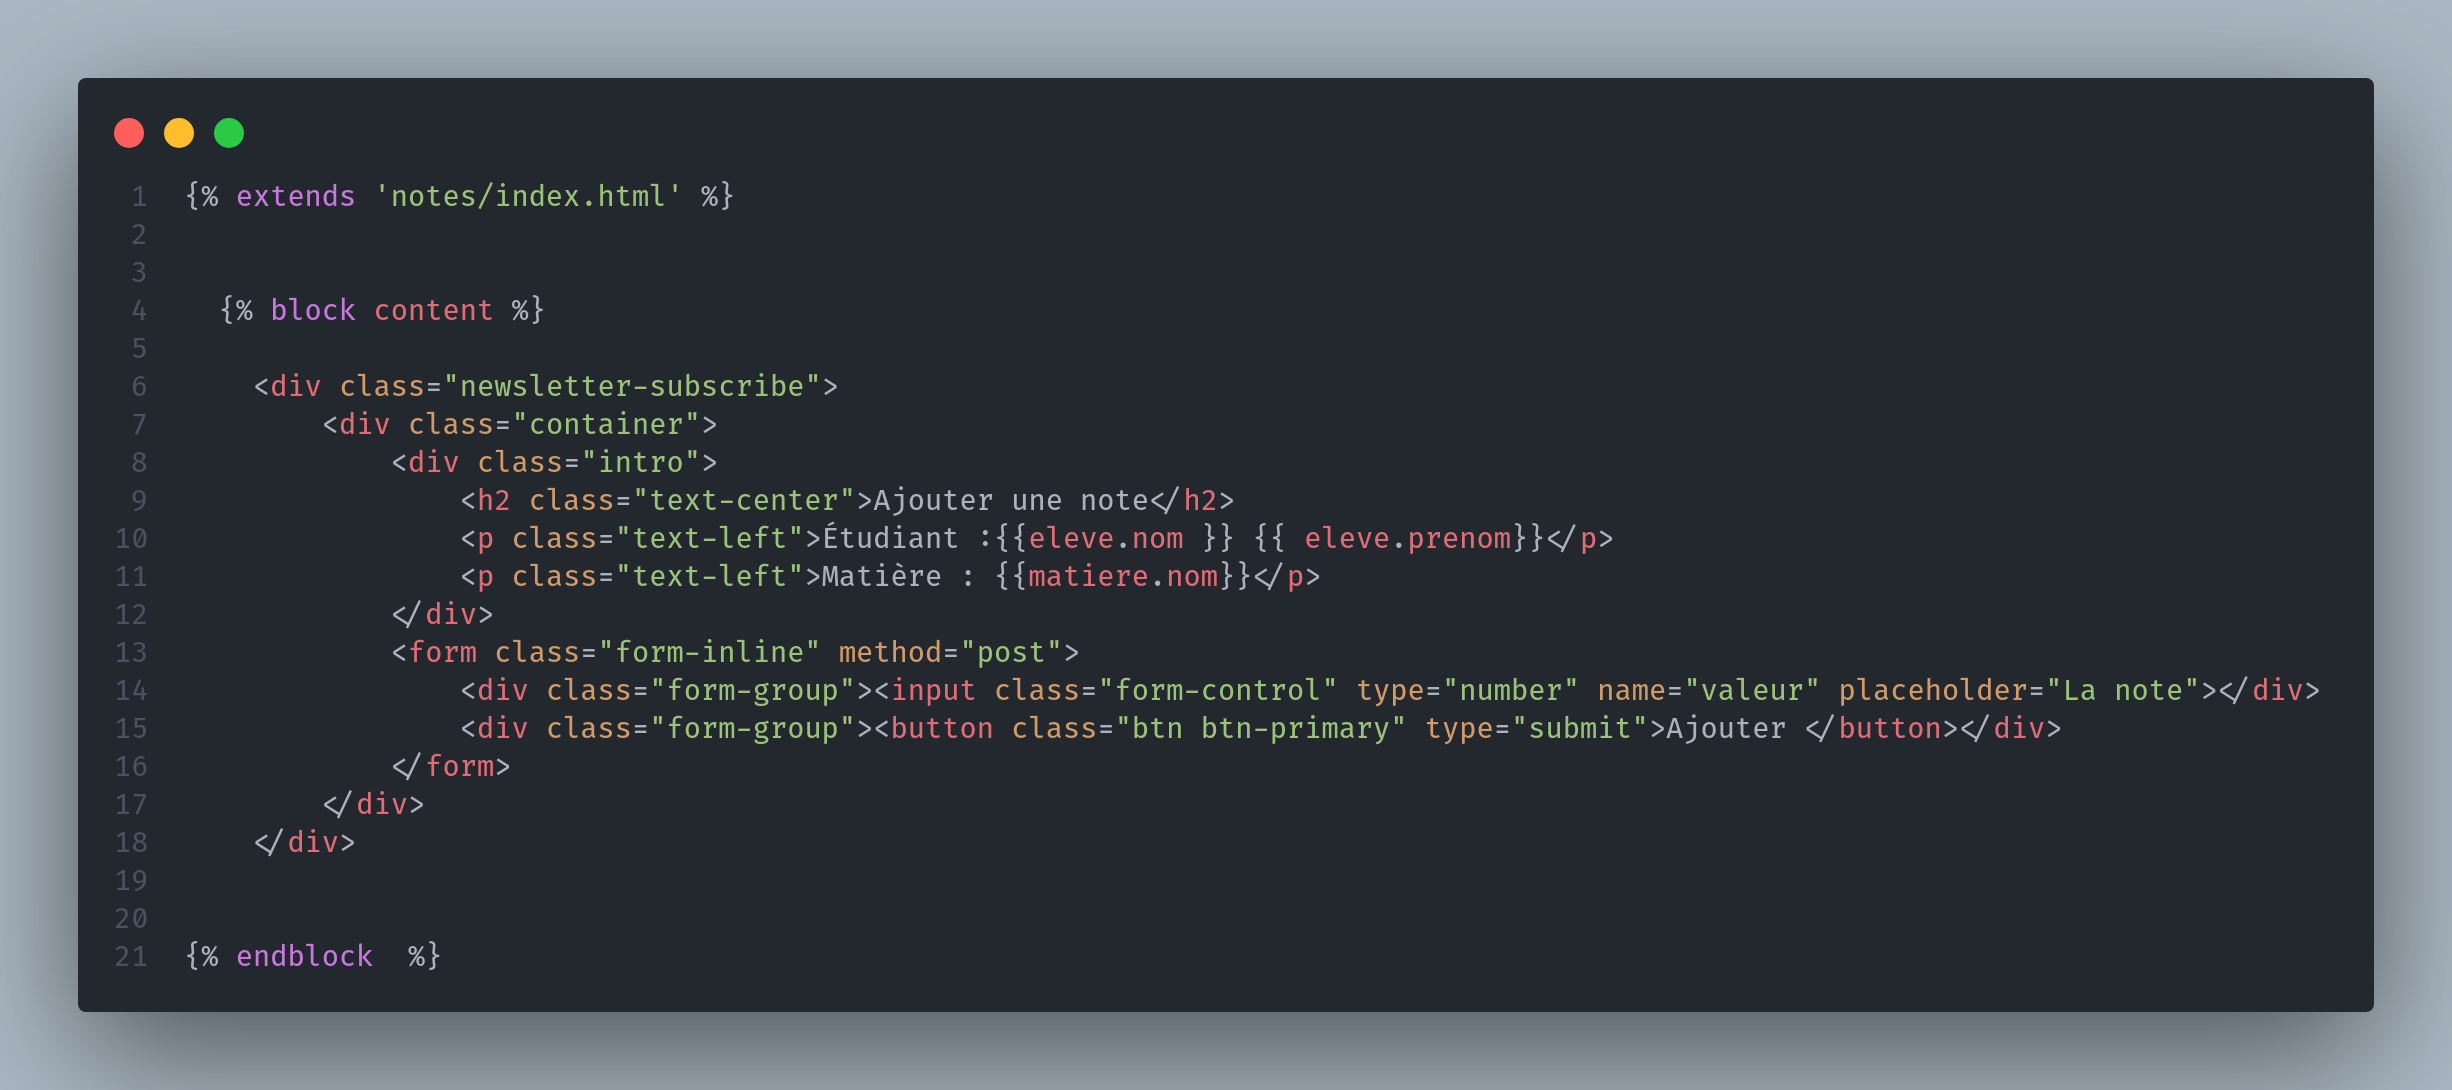 1 {% extends 'notes/index.html' %}
2
3
4 {% block content %}
5
6 <div class="newsletter-subscribe">
7 <div class="container">
8 <div class="intro">
9 <h2 class="text-center">Ajouter une note</h2>
10 <p class="text-left">Étudiant :{{eleve.nom }} {{ eleve.prenom}}</p>
11 <p class="text-left">Matière : {{matiere.nom}}</p>
12 </div>
13 <form class="form-inline" method="post">
14 <div class="form-group"><input class="form-control" type="number" name="valeur" placeholder="La note"></div>
15 <div class="form-group"><button class="btn btn-primary" type="submit">Ajouter </button></div>
16 </form>
17 </div>
18 </div>
19
20
21 {% endblock  %}